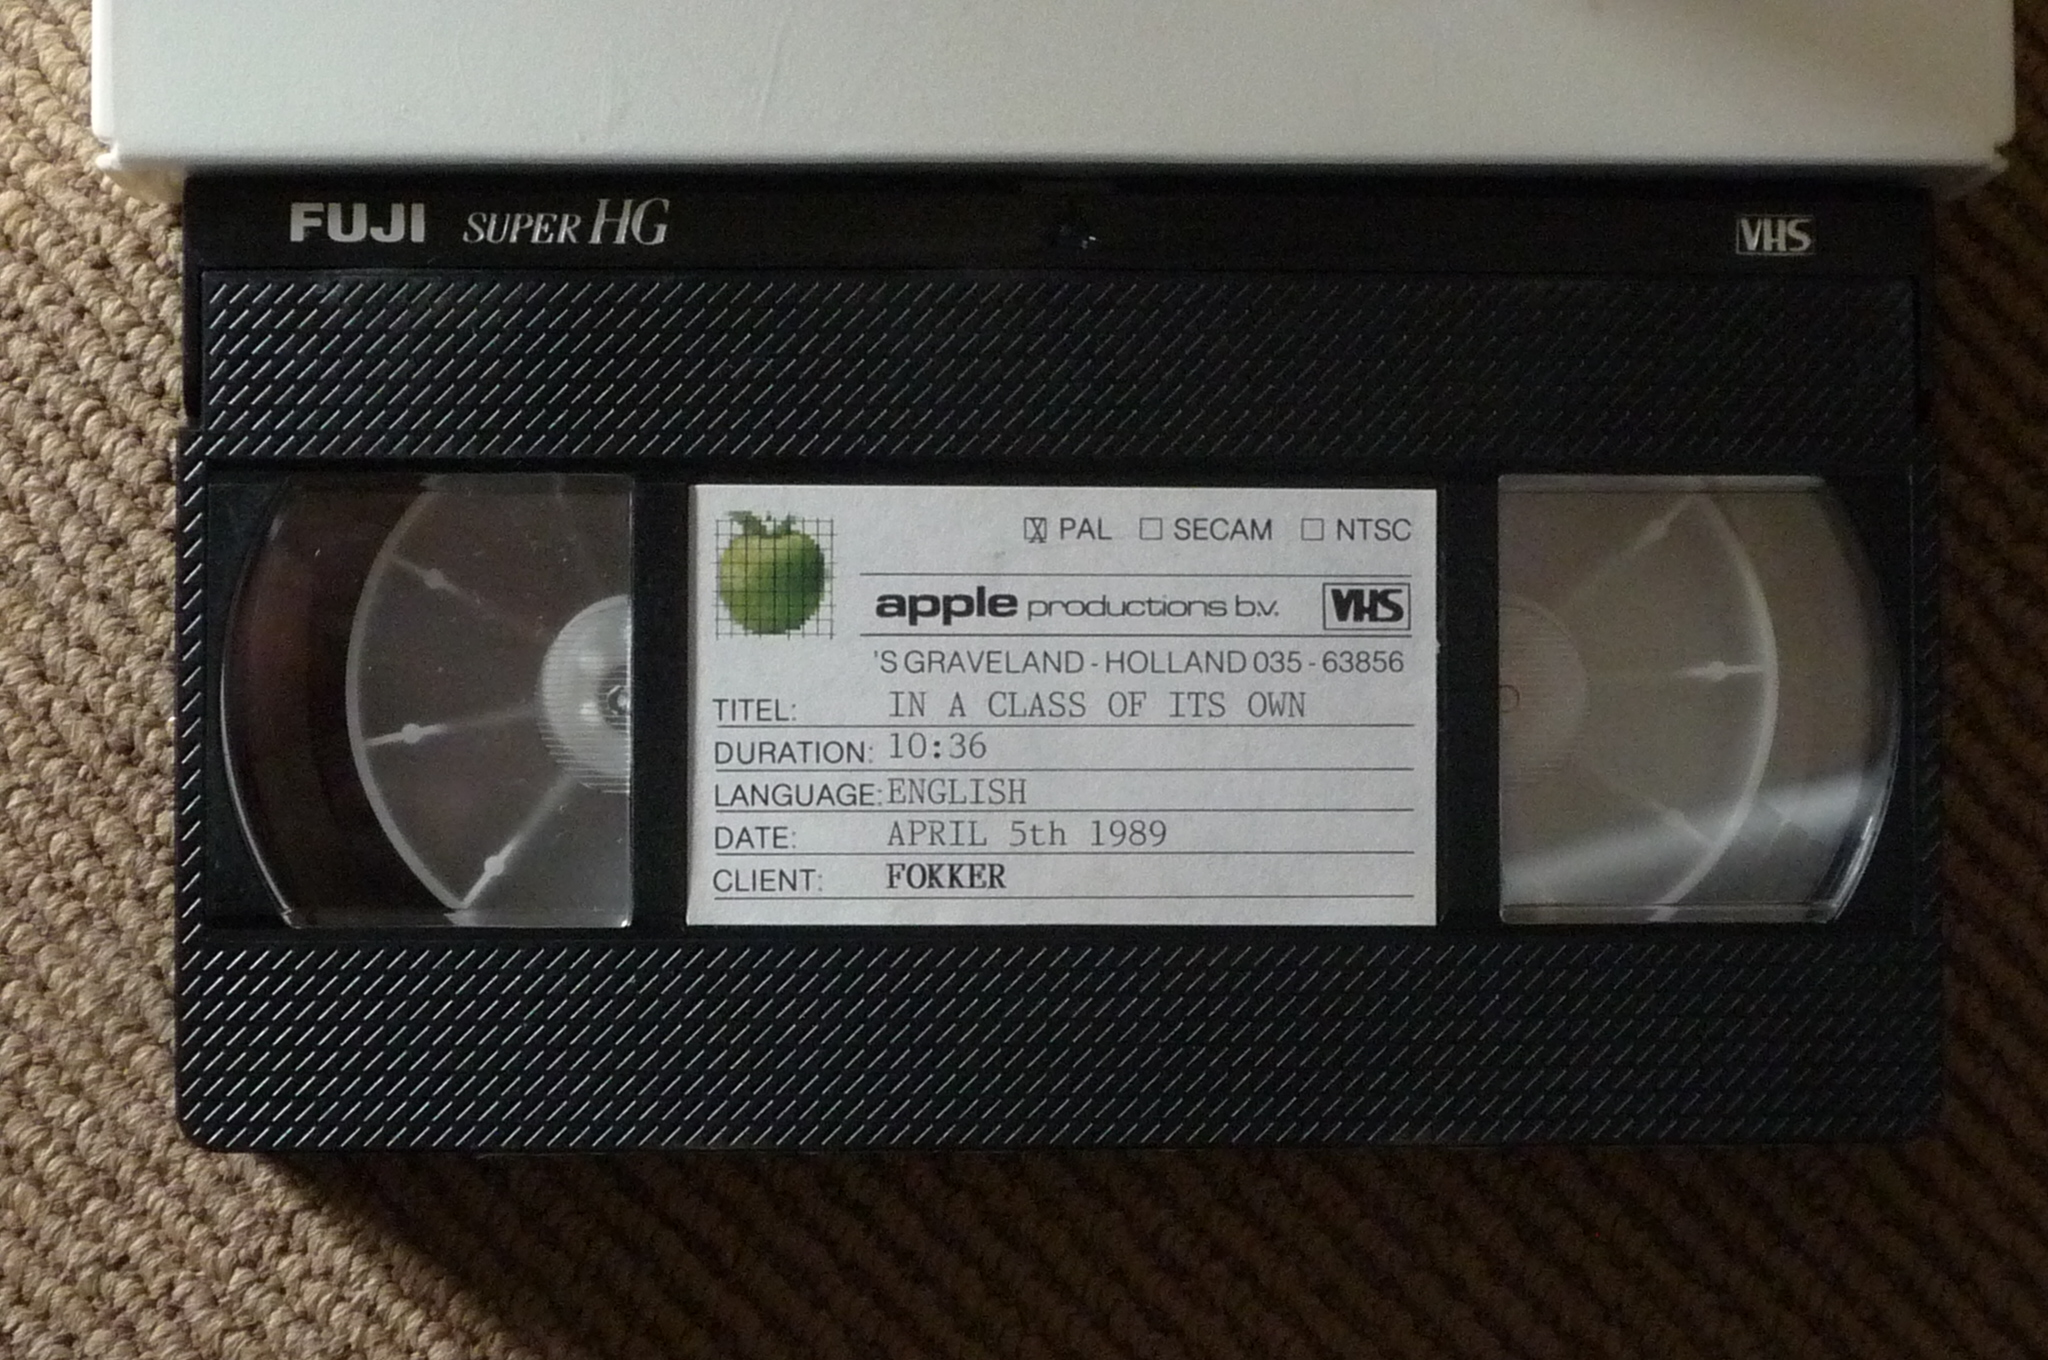 FUJI SUPER HG VHS
X PAL SECAM NTSC
apple productions b.v. VHS
'S GRAVELAND - HOLLAND 035 - 63856
TITEL: IN A CLASS OF ITS OWN
DURATION: 10:36
LANGUAGE: ENGLISH
DATE: APRIL 5th 1989
CLIENT: FOKKER